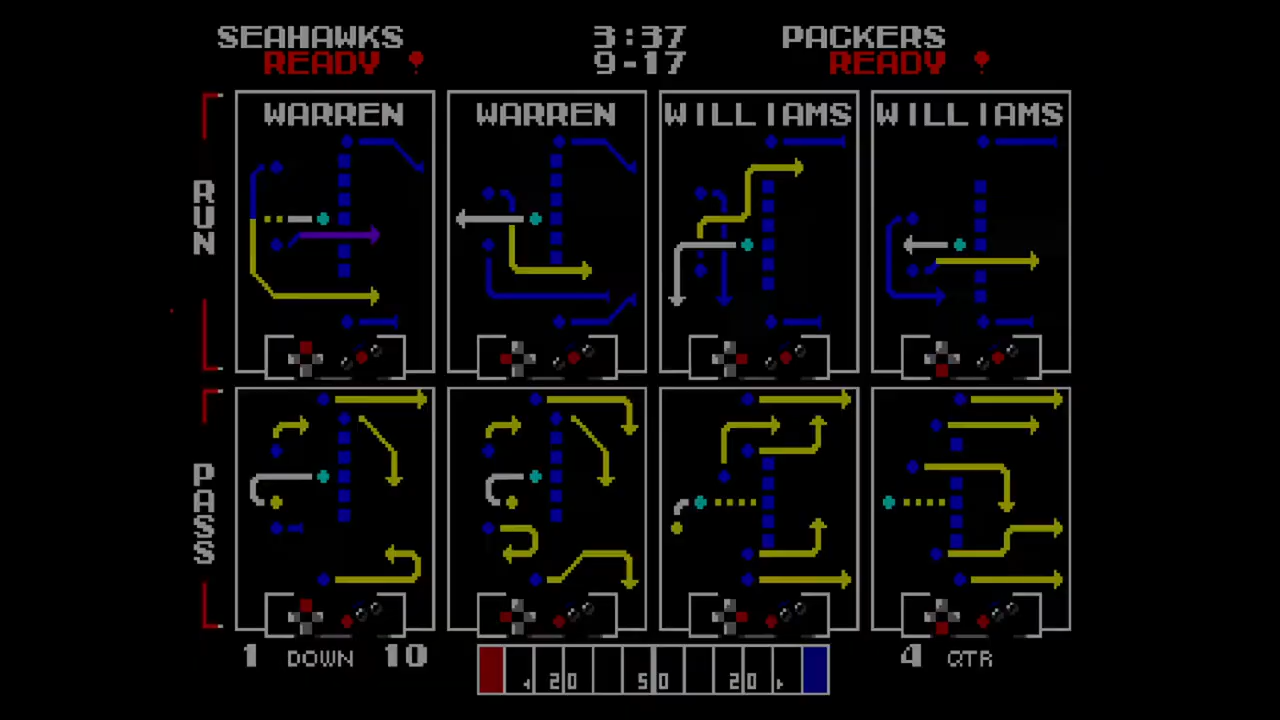 SEAHAWKS 3:37 PACKERS
READY 9-17 READY
WARREN WARREN WILLIAMS WILLIAMS
RUN
PASS
1 DOWN 10 4 QTR
20 50 20